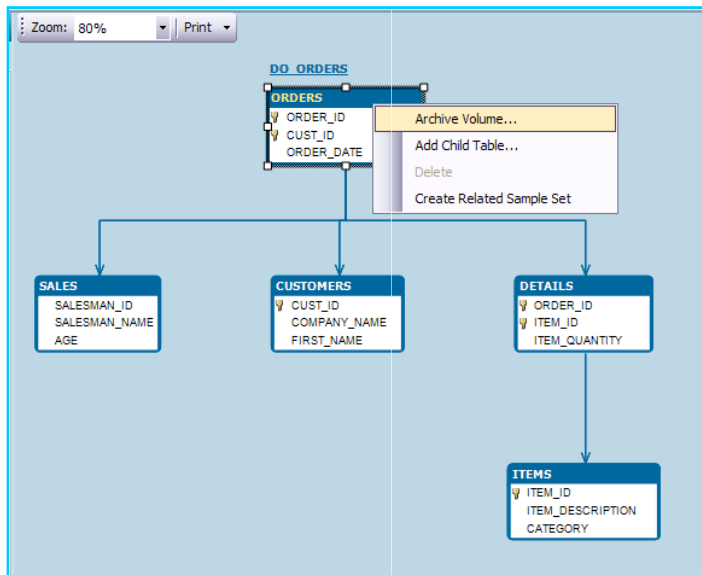 Zoom: 80% Print
DO_ORDERS
ORDERS
ORDER_ID
CUST_ID
ORDER_DATE
Archive Volume...
Add Child Table...
Delete
Create Related Sample Set
SALES
SALESMAN_ID
SALESMAN_NAME
AGE
CUSTOMERS
CUST_ID
COMPANY_NAME
FIRST_NAME
DETAILS
ORDER_ID
ITEM_ID
ITEM_QUANTITY
ITEMS
ITEM_ID
ITEM_DESCRIPTION
CATEGORY